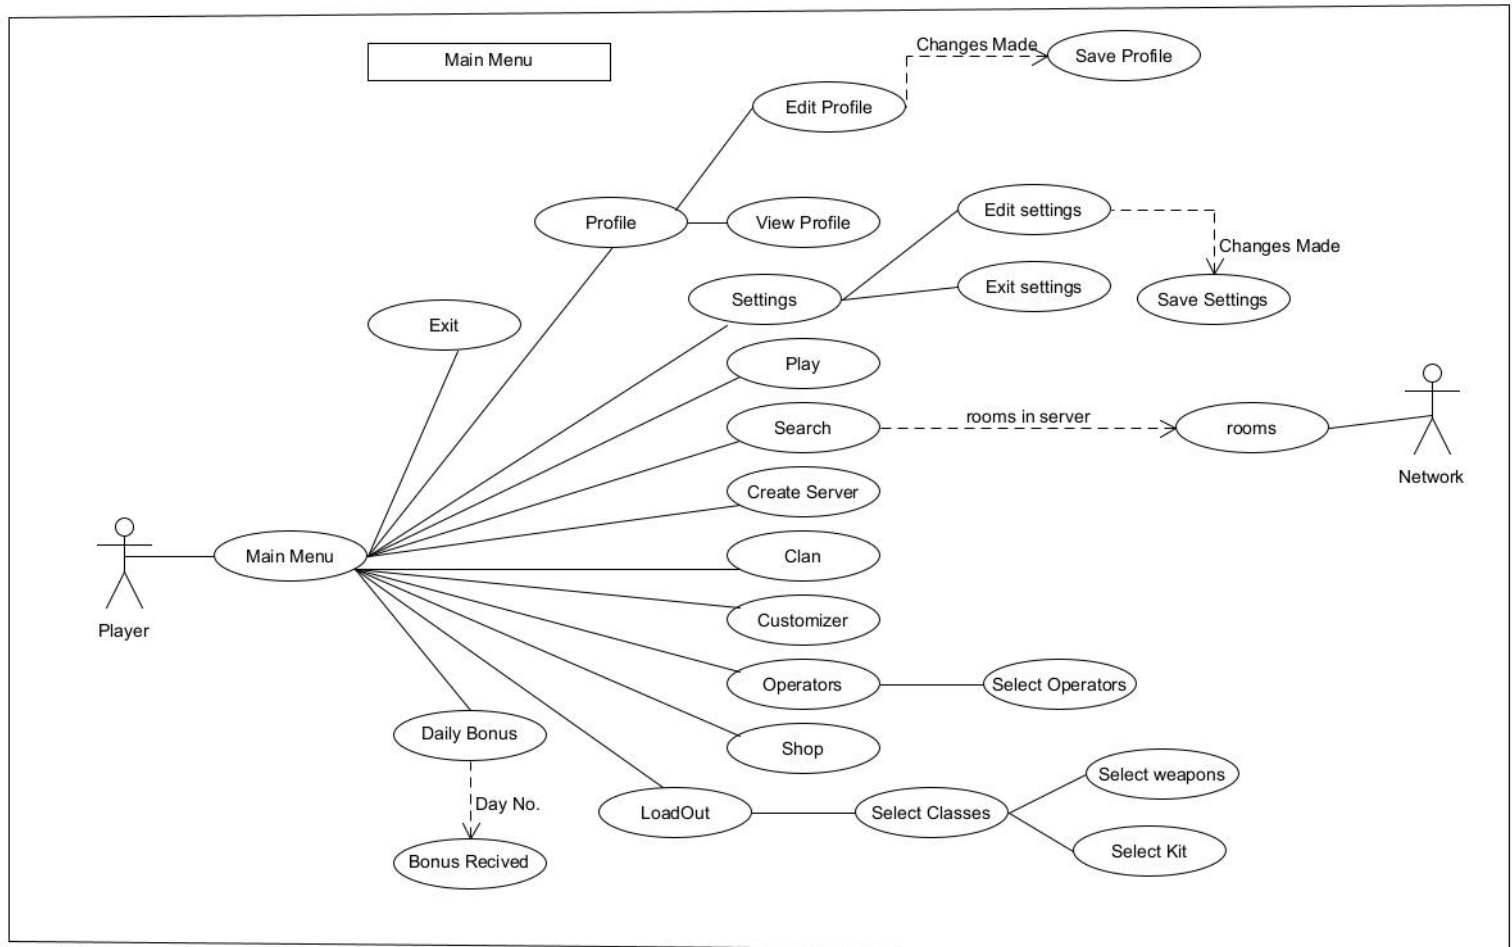 Main Menu
Changes Made
Save Profile
Edit Profile
Profile
View Profile
Edit settings
Changes Made
Settings
Exit settings
Save Settings
Exit
Play
Search
rooms in server
rooms
Network
Create Server
Main Menu
Clan
Player
Customizer
Operators
Select Operators
Daily Bonus
Shop
Day No.
LoadOut
Select Classes
Select weapons
Select Kit
Bonus Recived